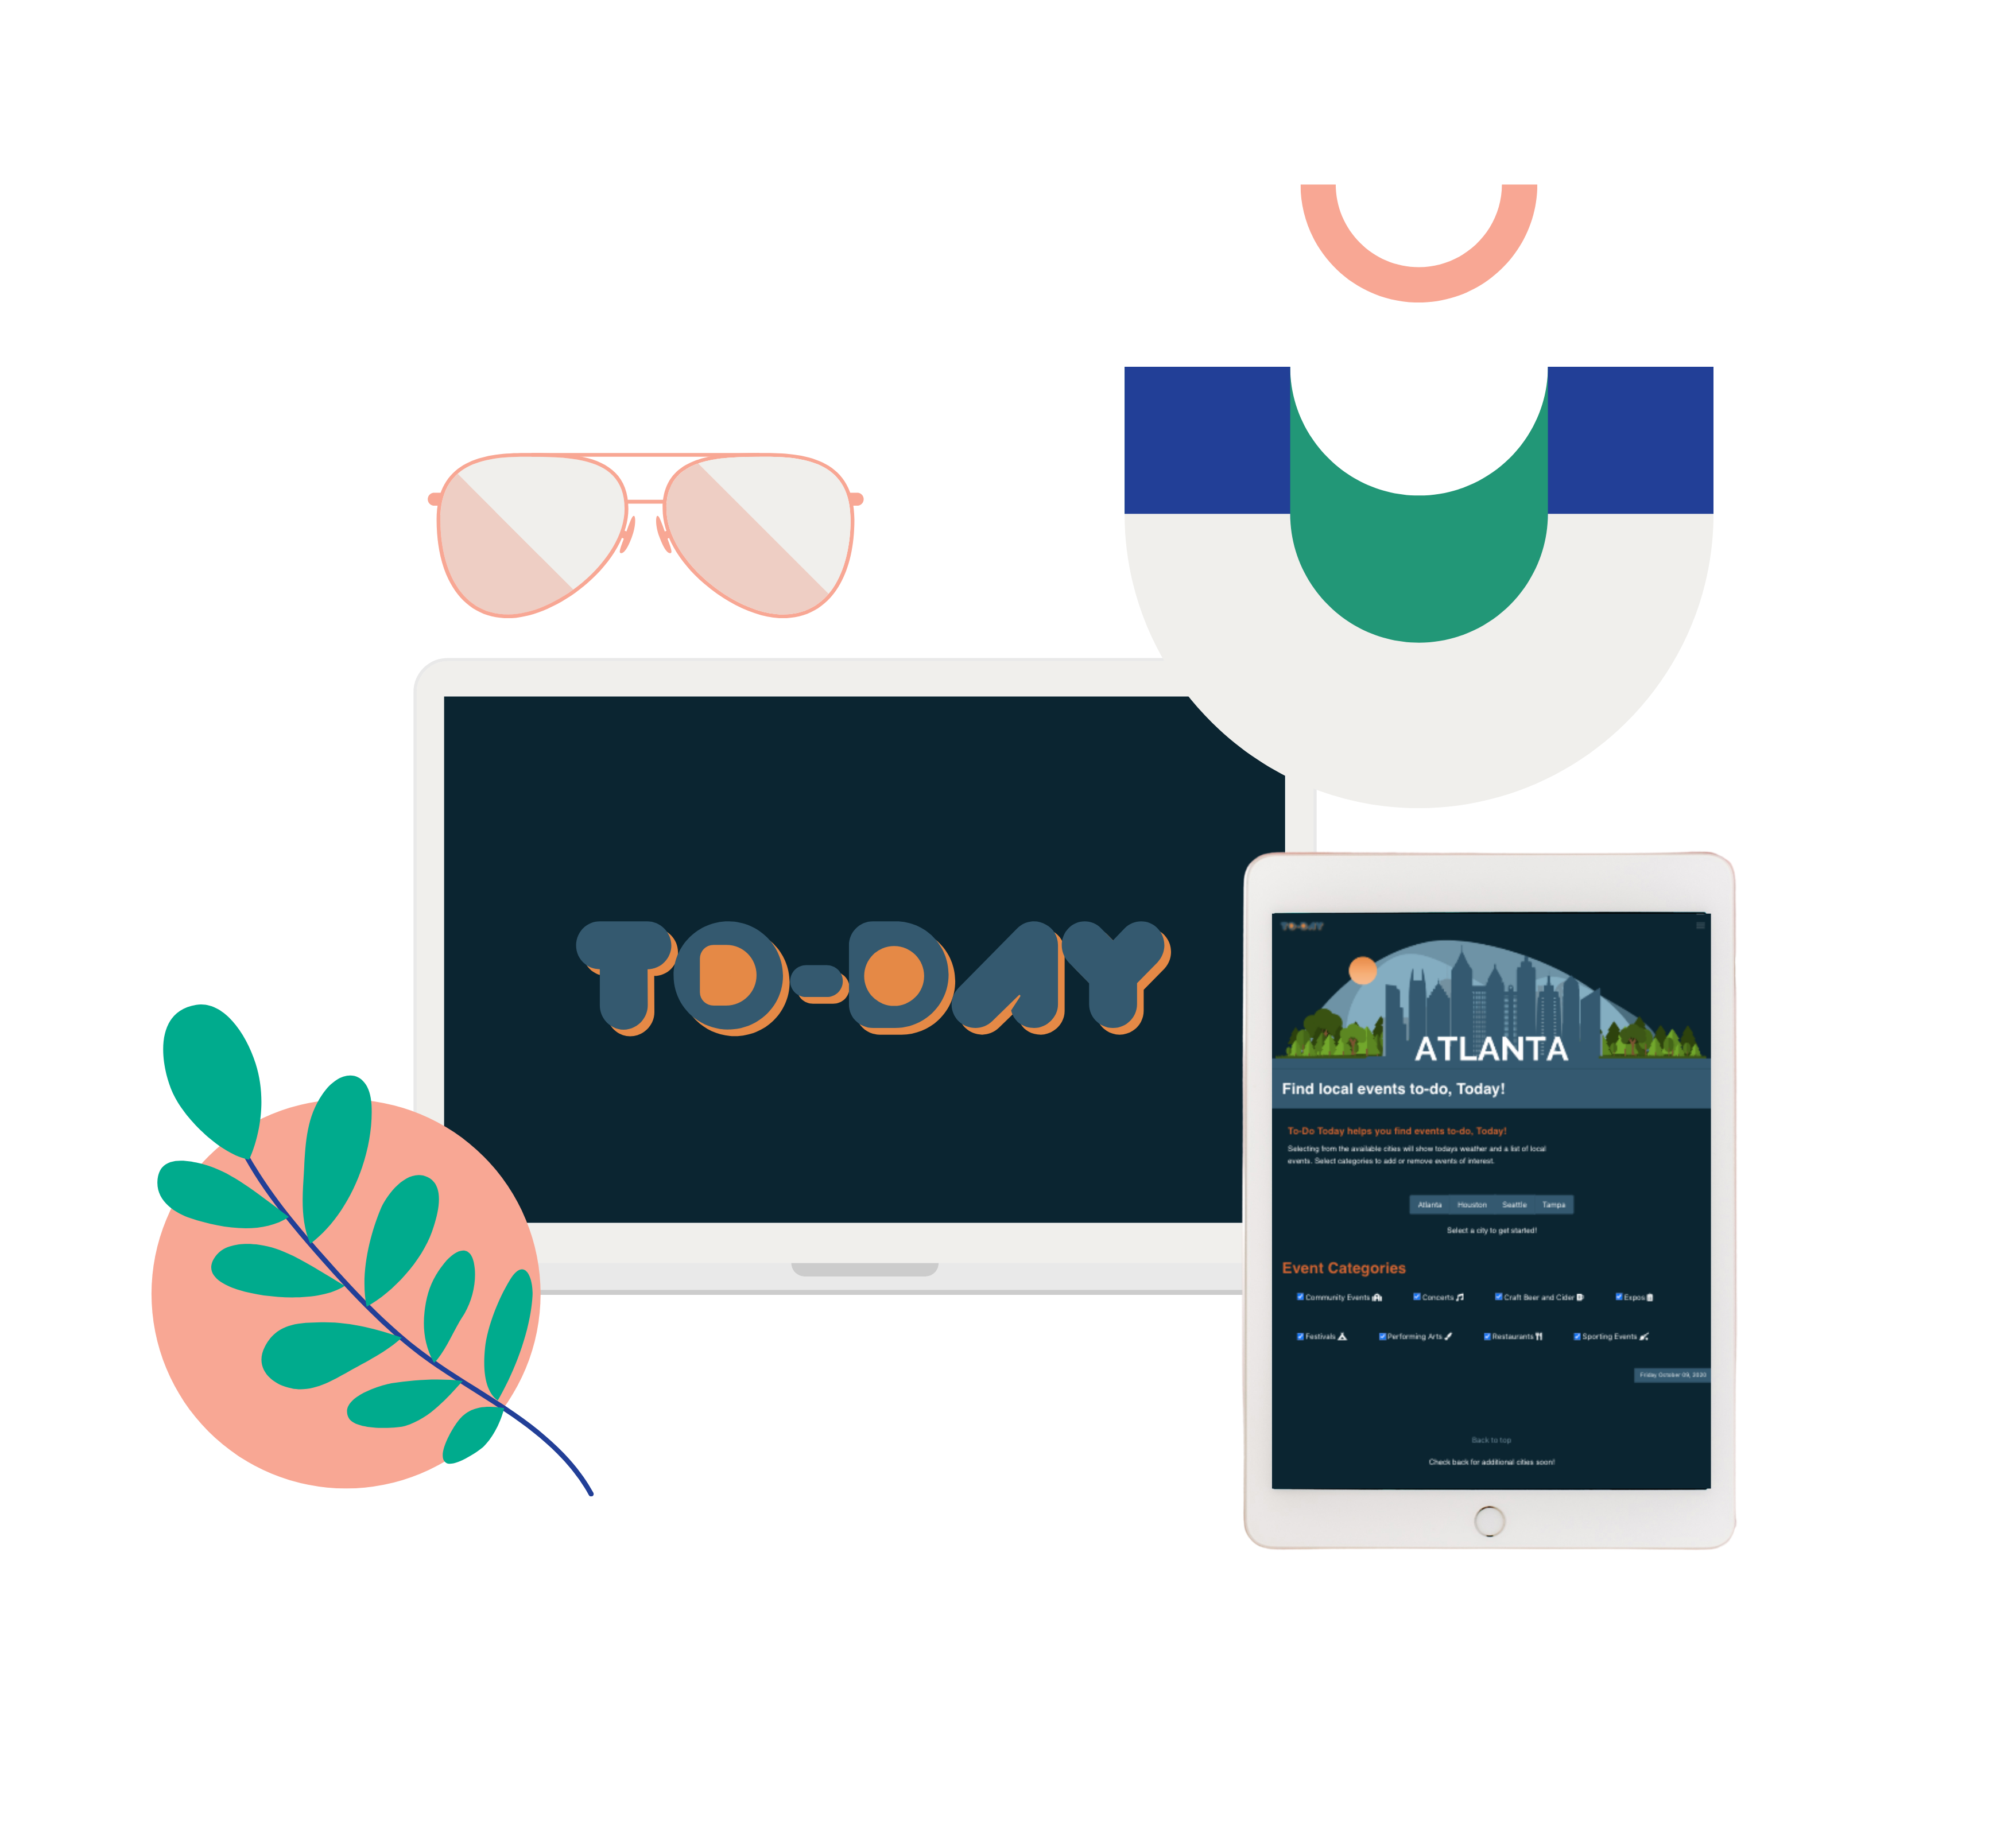 TO-DAY
TO-DAY
ATLANTA
Find local events to-do, Today!
To-Do Today helps you find events to-do, Today!
Selecting from the available cities will show todays weather and a list of local
events. Select categories to add or remove events of interest.
Atlanta Houston Seattle Tampa
Select a city to get started!
Event Categories
Community Events Concerts Craft Beer and Cider Expos
Festivals Performing Arts Restaurants Sporting Events
Friday October 09, 2020
Back to top
Check back for additional cities soon!